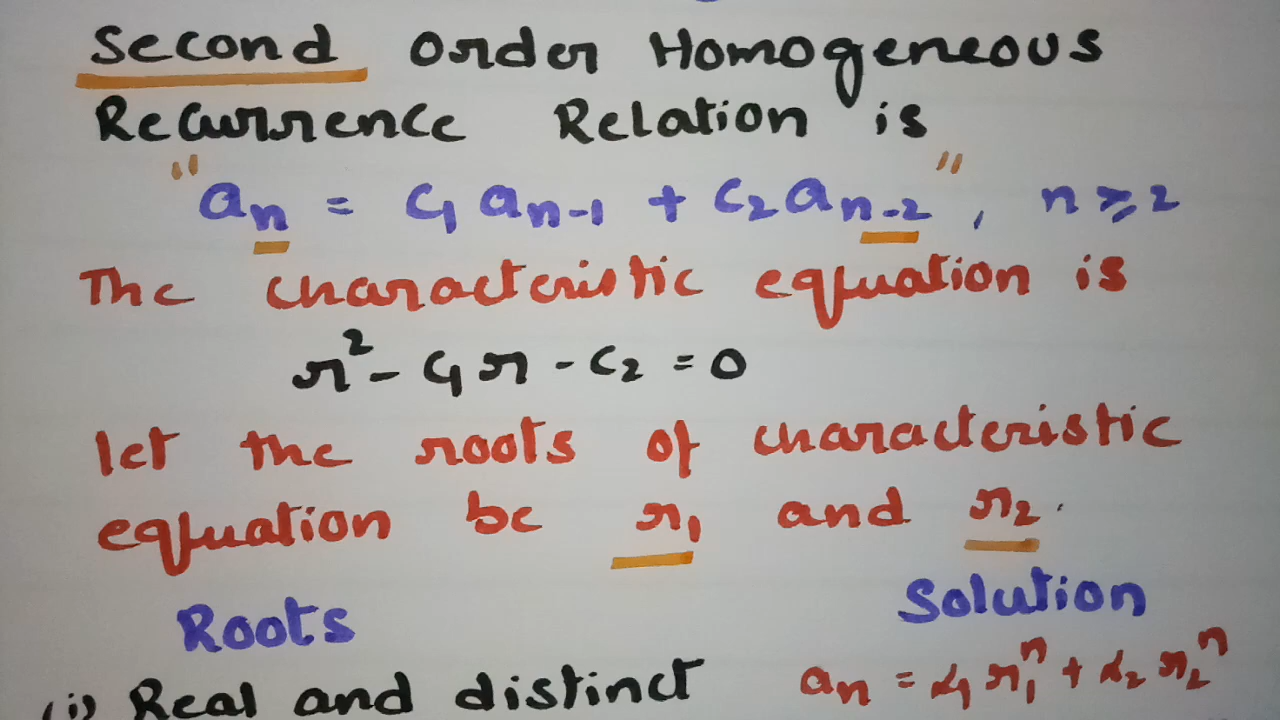 Second Order Homogeneous
Recurrence Relation is
"aₙ = c₁ aₙ₋₁ + c₂ aₙ₋₂", n ≥ 2
The characteristic equation is
r² - c₁ r - c₂ = 0
let the roots of characteristic
equation be r₁ and r₂.
Roots Solution
(i) Real and distinct aₙ = α₁ r₁ⁿ + α₂ r₂ⁿ